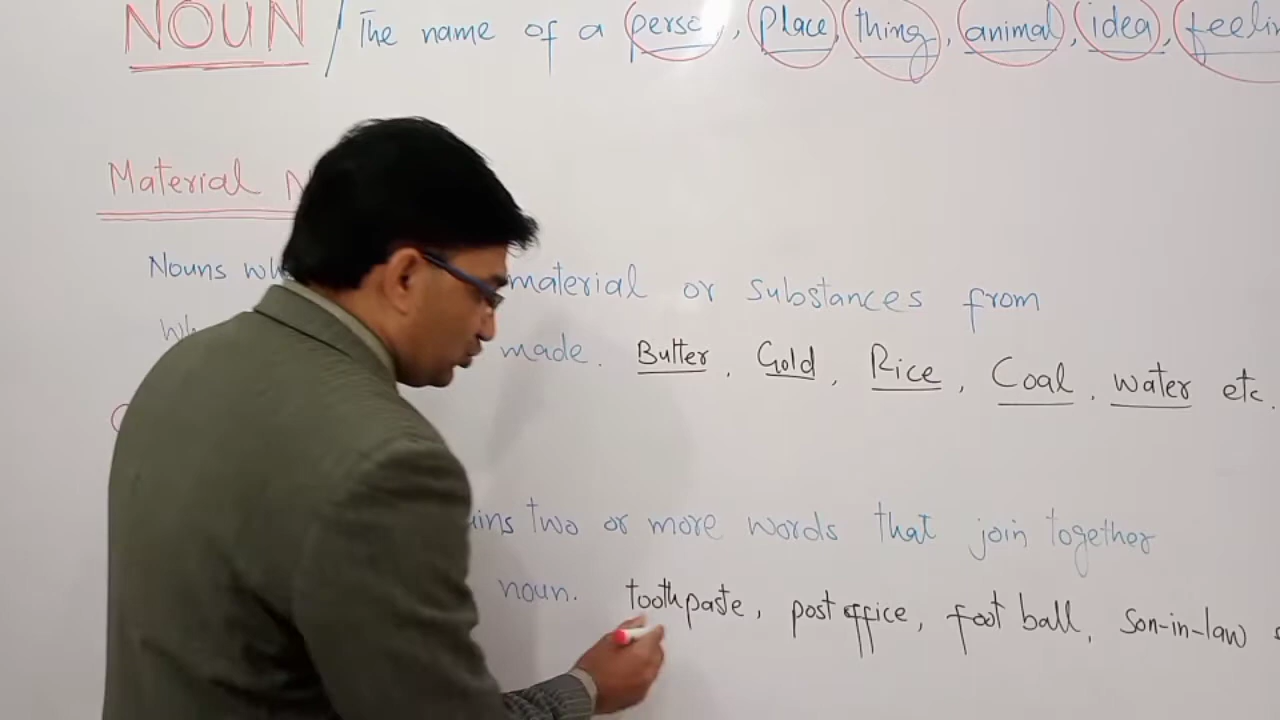 NOUN / The name of a person, place, thing, animal, idea, feelin
Material N
Nouns wh material or substances from
wh made. Butter, Gold, Rice, Coal, water etc.
C
ins two or more words that join together
noun. toothpaste, post office, foot ball, son-in-law